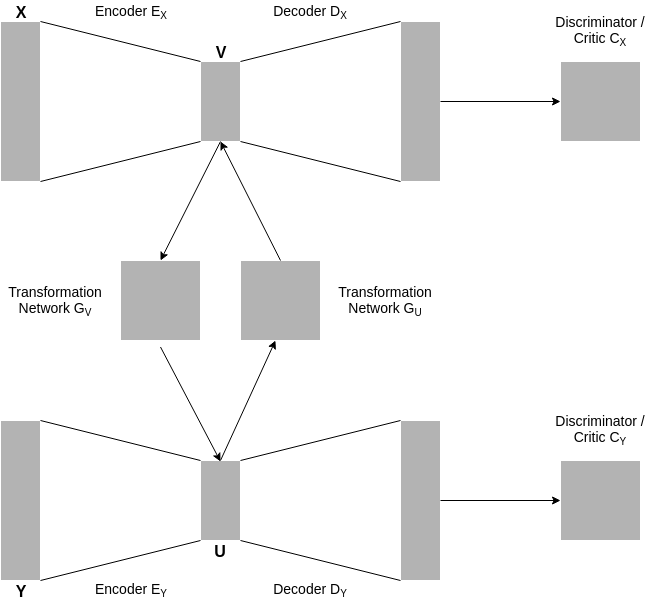 X
Encoder E_X
Decoder D_X
Discriminator /
Critic C_X
V
Transformation
Network G_V
Transformation
Network G_U
Discriminator /
Critic C_Y
U
Y
Encoder E_Y
Decoder D_Y